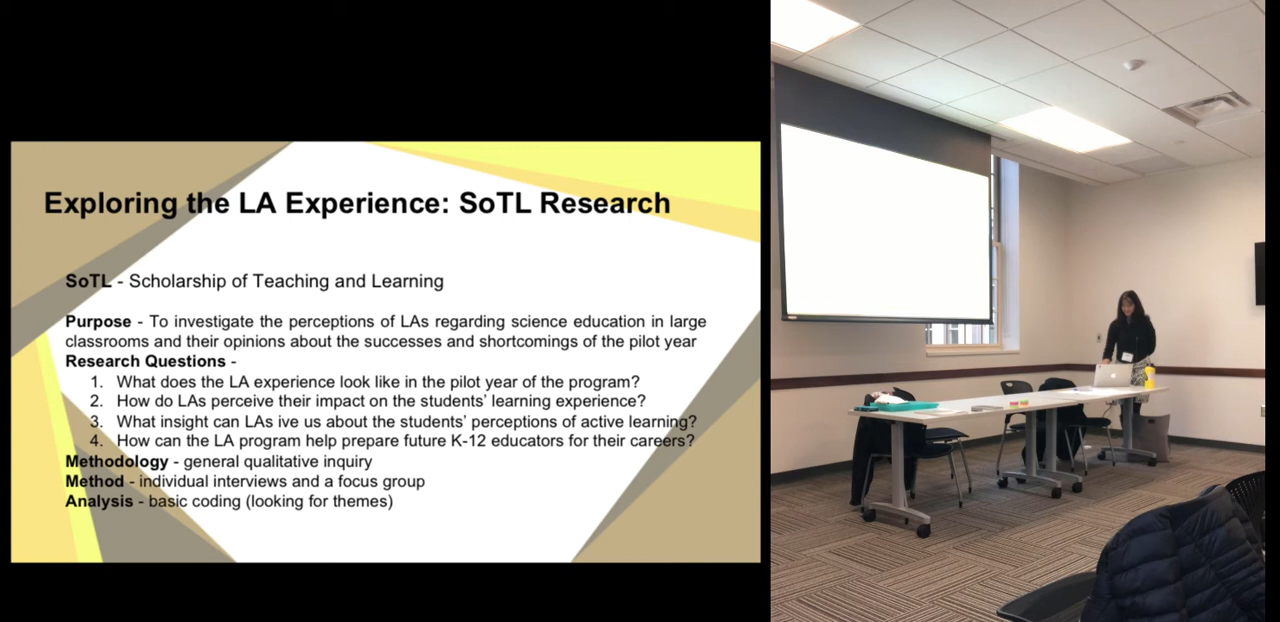 Exploring the LA Experience: SoTL Research
SoTL - Scholarship of Teaching and Learning
Purpose - To investigate the perceptions of LAs regarding science education in large
classrooms and their opinions about the successes and shortcomings of the pilot year
Research Questions -
1. What does the LA experience look like in the pilot year of the program?
2. How do LAs perceive their impact on the students' learning experience?
3. What insight can LAs ive us about the students' perceptions of active learning?
4. How can the LA program help prepare future K-12 educators for their careers?
Methodology - general qualitative inquiry
Method - individual interviews and a focus group
Analysis - basic coding (looking for themes)